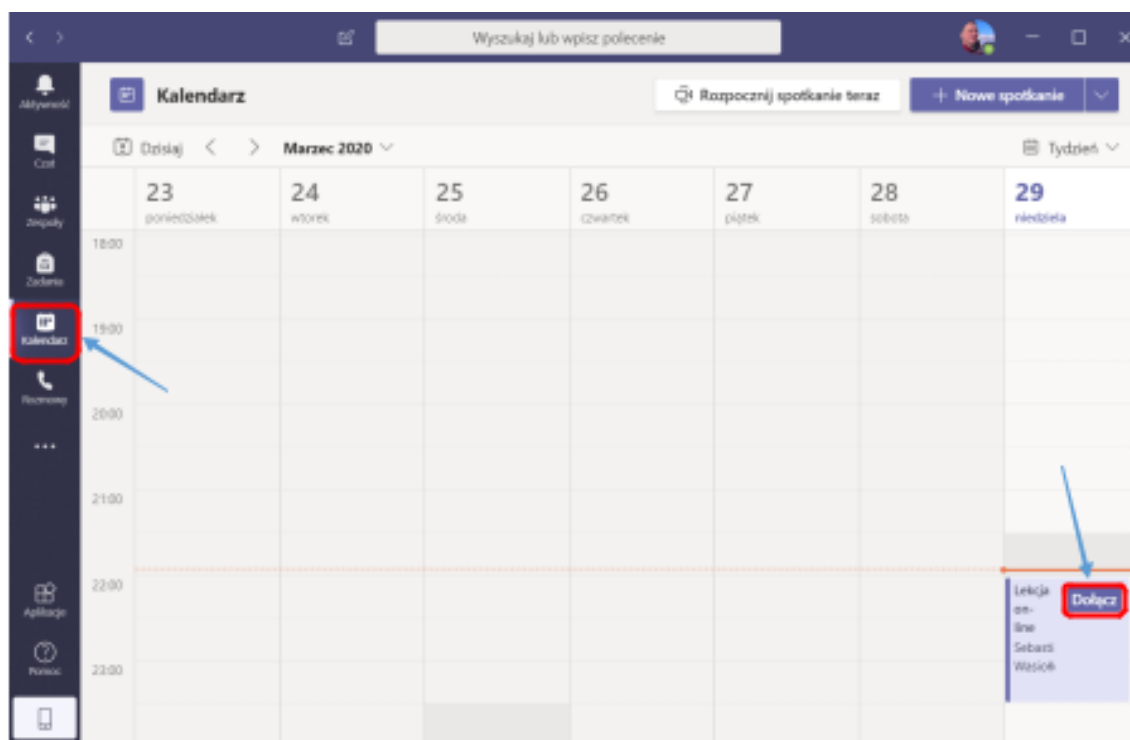 Wyszukaj lub wpisz polecenie
Aktywność
Kalendarz
Rozpocznij spotkanie teraz
+ Nowe spotkanie
Czat
Dzisiaj
Marzec 2020
Tydzień
Zespoły
23
poniedziałek
24
wtorek
25
środa
26
czwartek
27
piątek
28
sobota
29
niedziela
18:00
Zadania
Kalendarz
19:00
Rozmowy
20:00
21:00
22:00
Lekcja
on-
line
Sebasti
Dołącz
Aplikacje
Pomoc
23:00